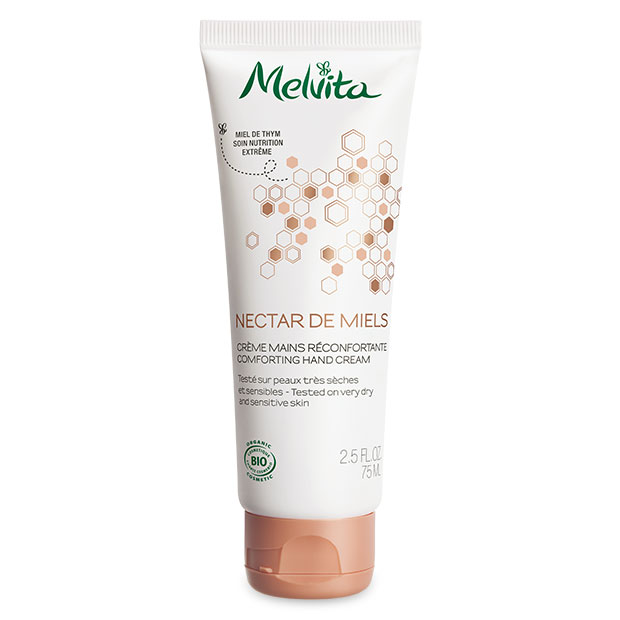 Melvita
MIEL DE THYM
SOIN NUTRITION
EXTRÊME
NECTAR DE MIELS
CRÈME MAINS RÉCONFORTANTE
COMFORTING HAND CREAM
Testé sur peaux très sèches
et sensibles - Tested on very dry
and sensitive skin
ORGANIC
COSMÉTIQUE
BIO
COSMETIC
2.5 FL.OZ.
75 ML